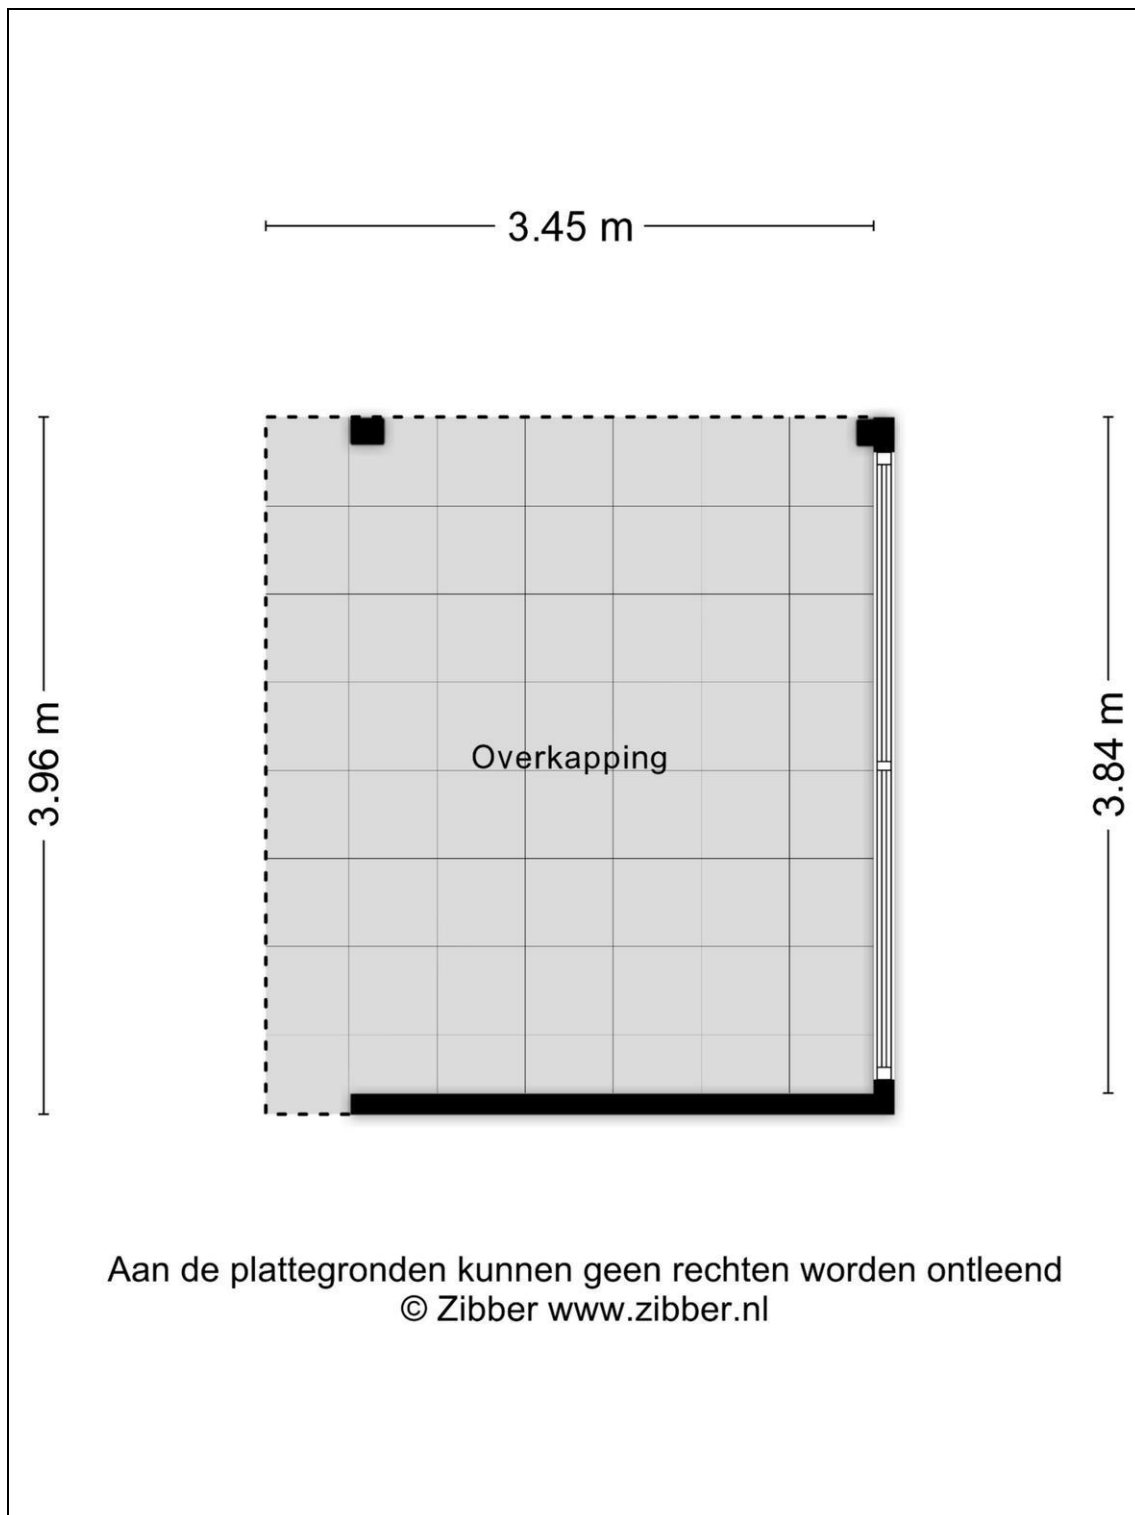 3.45 m
3.96 m
3.84 m
Overkapping
Aan de plattegronden kunnen geen rechten worden ontleend
© Zibber www.zibber.nl